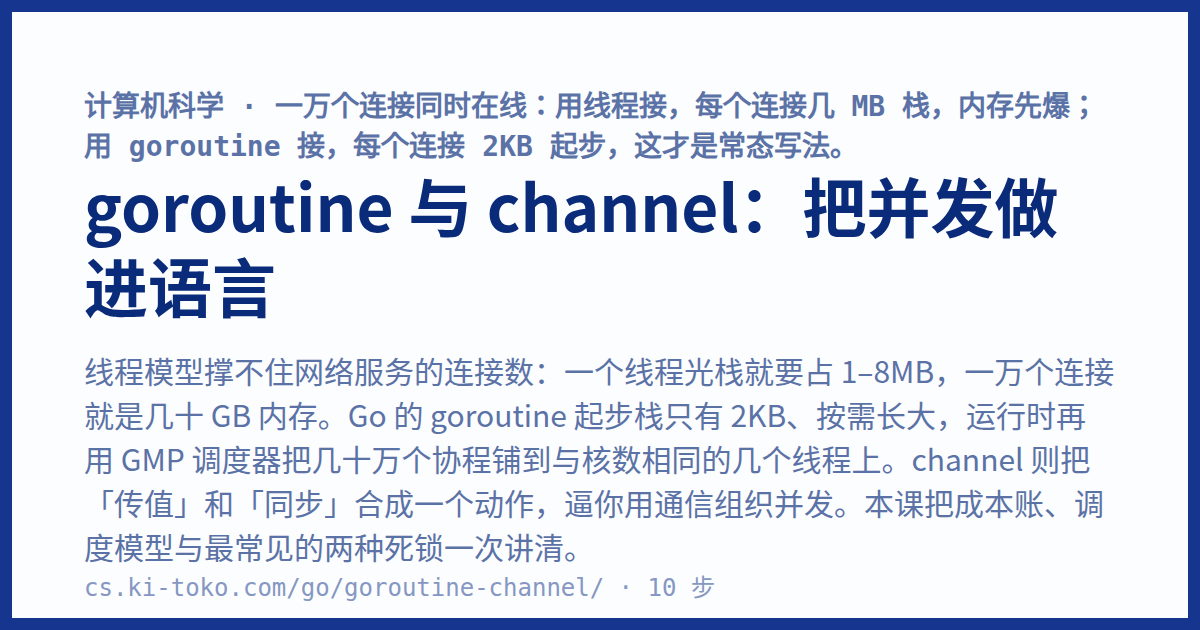 计算机科学 · 一万个连接同时在线：用线程接，每个连接几 MB 栈，内存先爆；
用 goroutine 接，每个连接 2KB 起步，这才是常态写法。
goroutine 与 channel：把并发做
进语言
线程模型撑不住网络服务的连接数：一个线程光栈就要占 1–8MB，一万个连接
就是几十 GB 内存。Go 的 goroutine 起步栈只有 2KB、按需长大，运行时再
用 GMP 调度器把几十万个协程铺到与核数相同的几个线程上。channel 则把
「传值」和「同步」合成一个动作，逼你用通信组织并发。本课把成本账、调
度模型与最常见的两种死锁一次讲清。
cs.ki-toko.com/go/goroutine-channel/ · 10 步